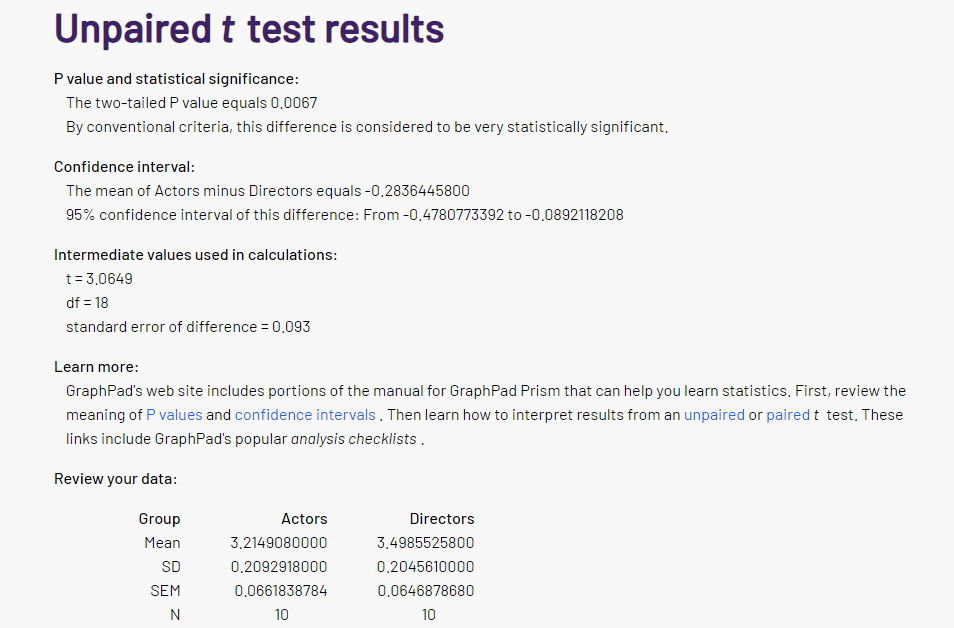 Unpaired t test results
P value and statistical significance:
The two-tailed P value equals 0.0067
By conventional criteria, this difference is considered to be very statistically significant.
Confidence interval:
The mean of Actors minus Directors equals -0.2836445800
95% confidence interval of this difference: From -0.4780773392 to -0.0892118208
Intermediate values used in calculations:
t = 3.0649
df = 18
standard error of difference = 0.093
Learn more:
GraphPad's web site includes portions of the manual for GraphPad Prism that can help you learn statistics. First, review the
meaning of P values and confidence intervals . Then learn how to interpret results from an unpaired or paired t test. These
links include GraphPad's popular analysis checklists .
Review your data:
Group Actors Directors
Mean 3.2149080000 3.4985525800
SD 0.2092918000 0.2045610000
SEM 0.0661838784 0.0646878680
N 10 10